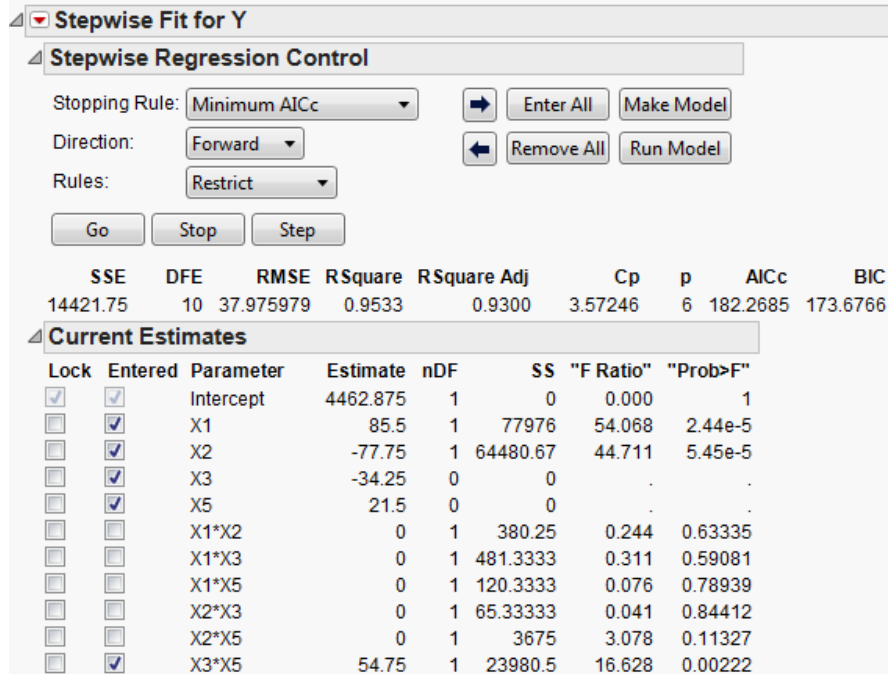 Stepwise Fit for Y
Stepwise Regression Control
Stopping Rule: Minimum AICc Enter All Make Model
Direction: Forward Remove All Run Model
Rules: Restrict
Go Stop Step
SSE DFE RMSE RSquare RSquare Adj Cp p AICc BIC
14421.75 10 37.975979 0.9533 0.9300 3.57246 6 182.2685 173.6766
Current Estimates
Lock Entered Parameter Estimate nDF SS "F Ratio" "Prob>F"
Intercept 4462.875 1 0 0.000 1
X1 85.5 1 77976 54.068 2.44e-5
X2 -77.75 1 64480.67 44.711 5.45e-5
X3 -34.25 0 0 . .
X5 21.5 0 0 . .
X1*X2 0 1 380.25 0.244 0.63335
X1*X3 0 1 481.3333 0.311 0.59081
X1*X5 0 1 120.3333 0.076 0.78939
X2*X3 0 1 65.33333 0.041 0.84412
X2*X5 0 1 3675 3.078 0.11327
X3*X5 54.75 1 23980.5 16.628 0.00222